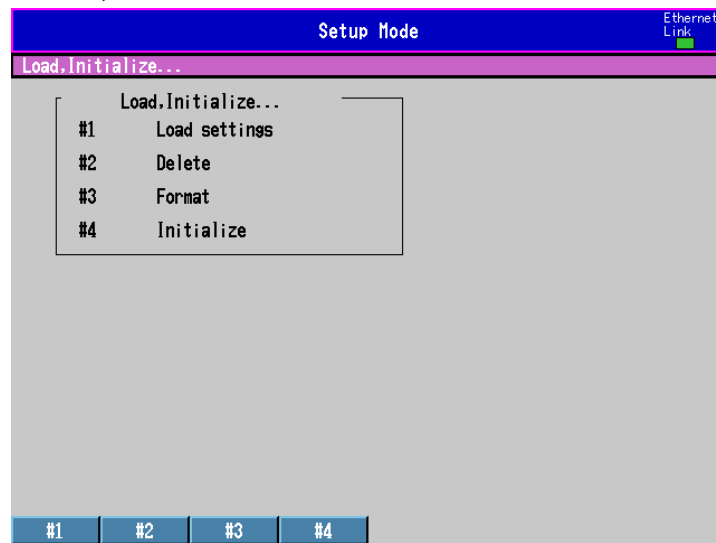 Setup Mode
Ethernet
Link
Load,Initialize...
Load,Initialize...
#1 Load settings
#2 Delete
#3 Format
#4 Initialize
#1 #2 #3 #4